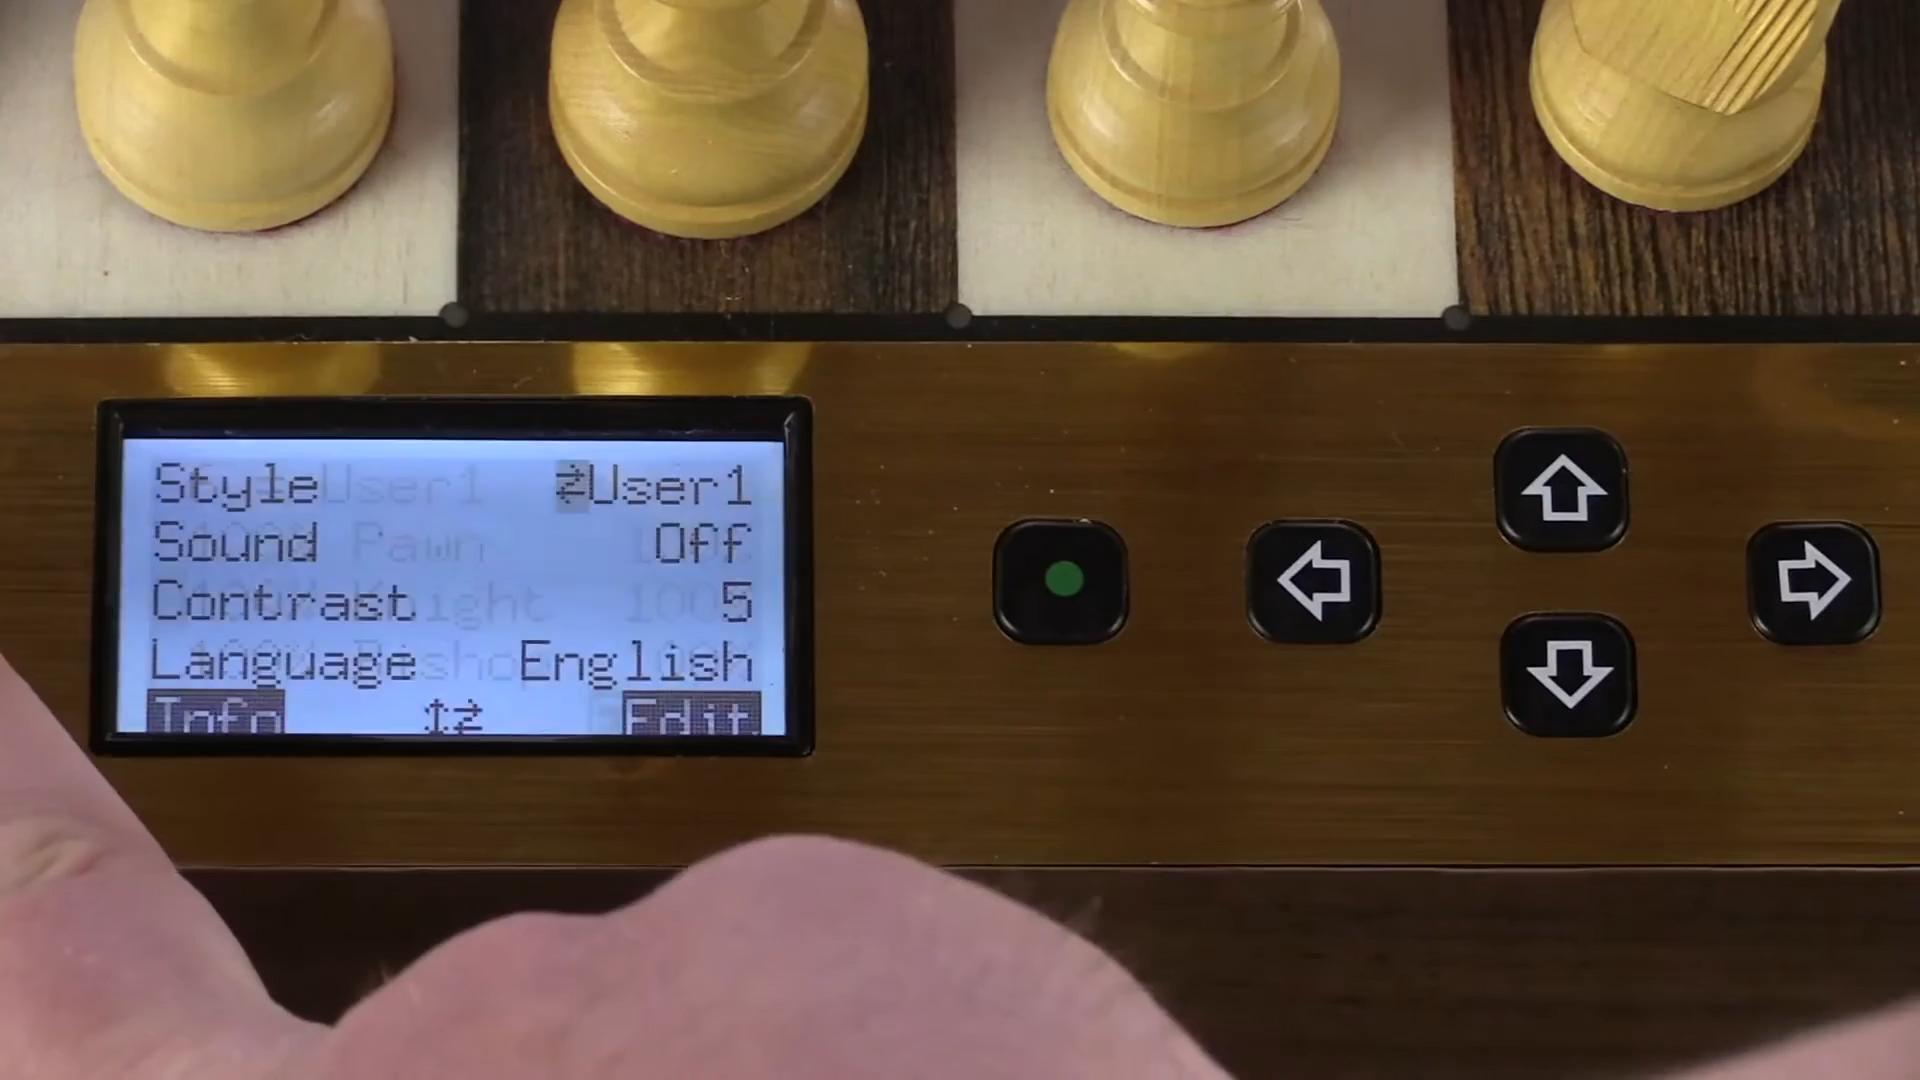 Style ⇄User1
Sound Off
Contrast 5
Language English
Info ↕⇄ Edit